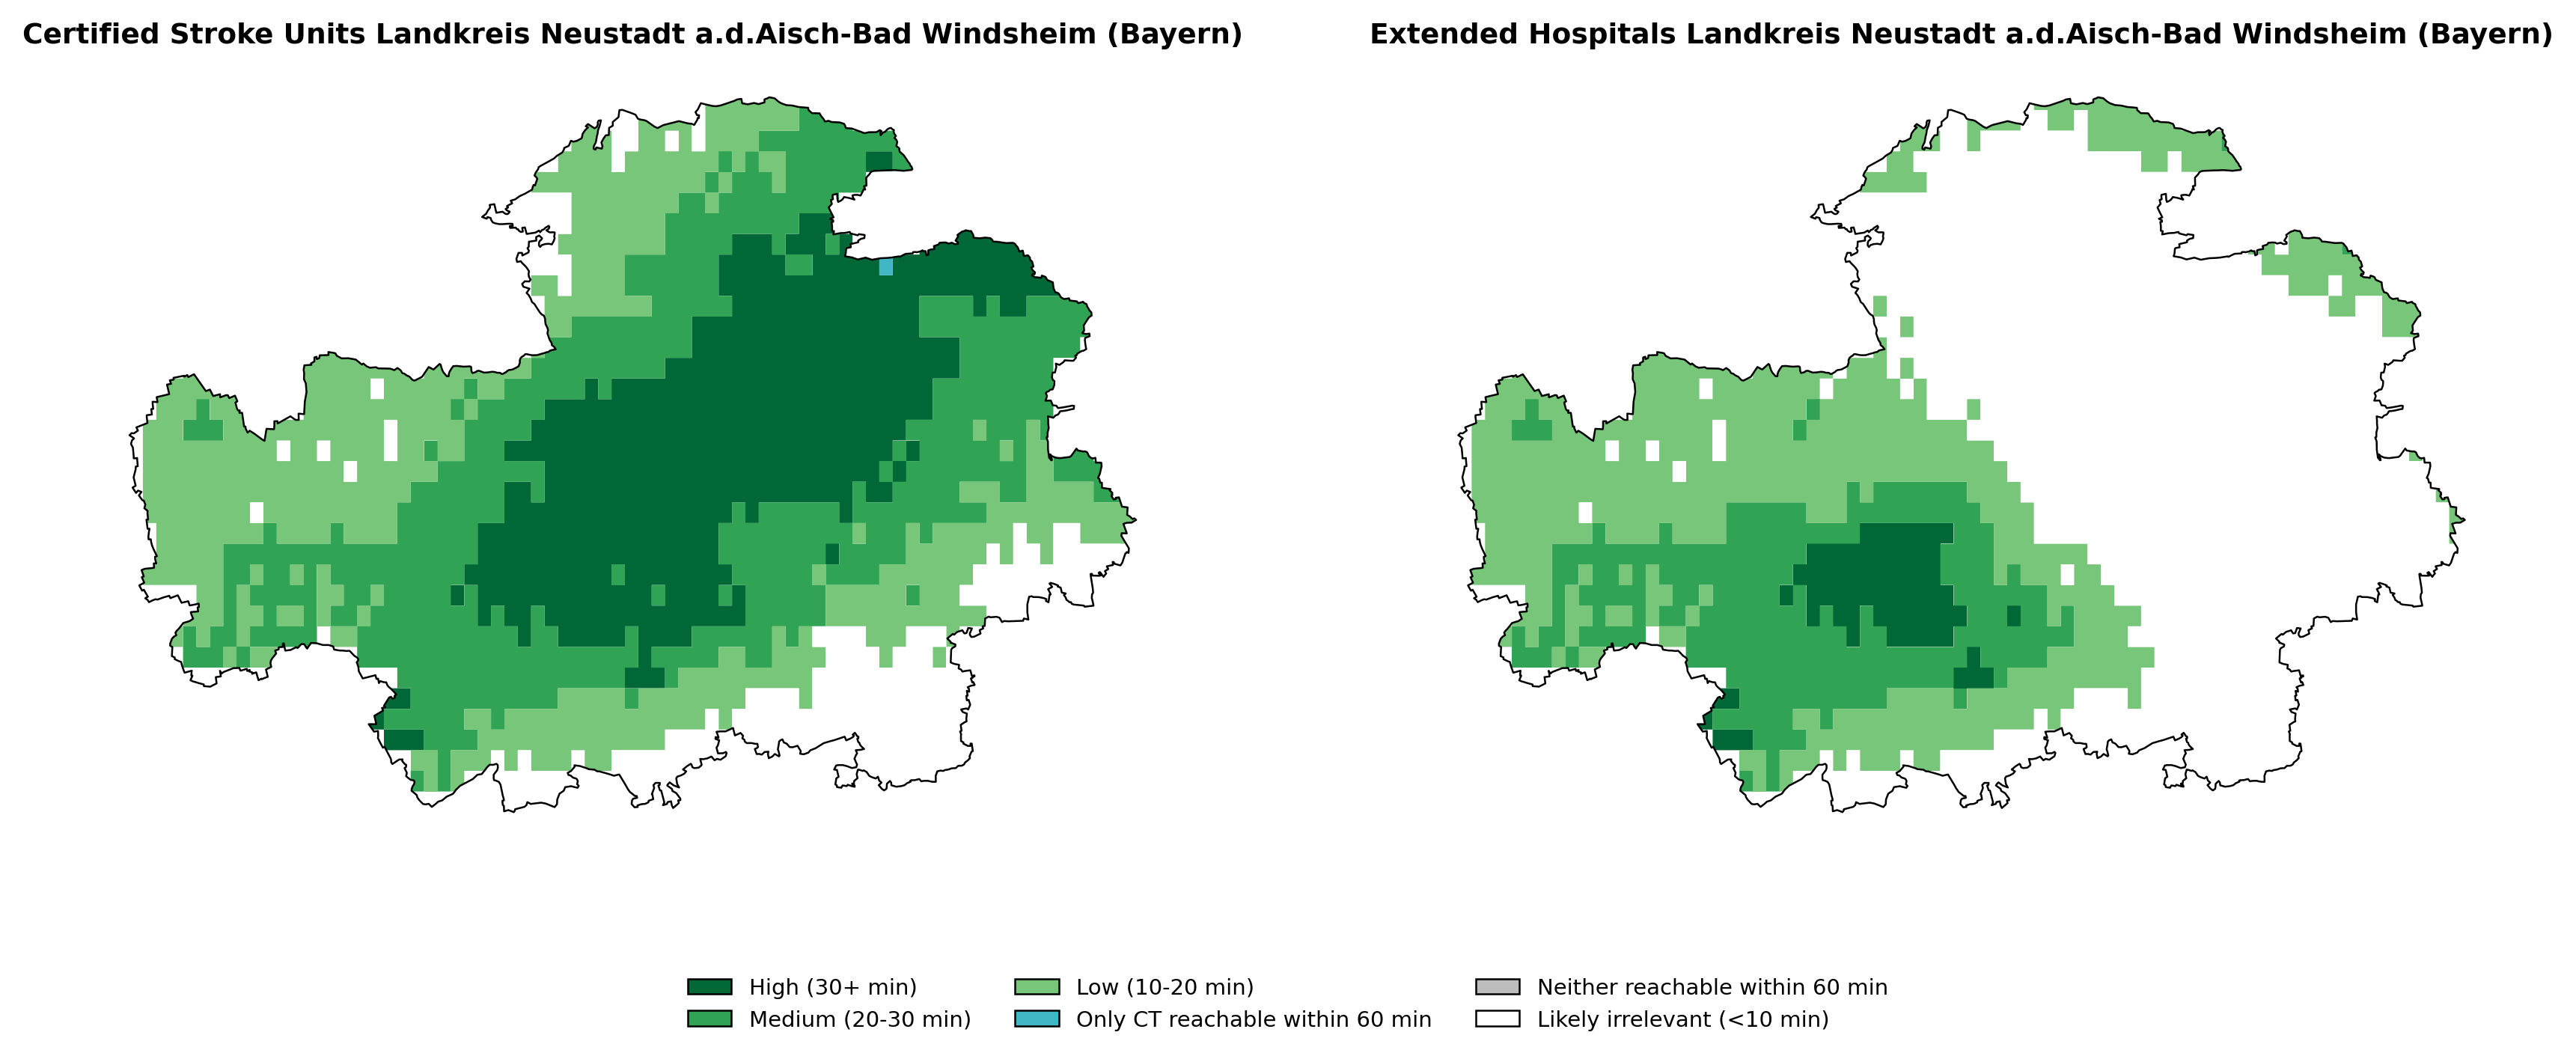 Certified Stroke Units Landkreis Neustadt a.d.Aisch-Bad Windsheim (Bayern)
Extended Hospitals Landkreis Neustadt a.d.Aisch-Bad Windsheim (Bayern)
High (30+ min)
Medium (20-30 min)
Low (10-20 min)
Only CT reachable within 60 min
Neither reachable within 60 min
Likely irrelevant (<10 min)